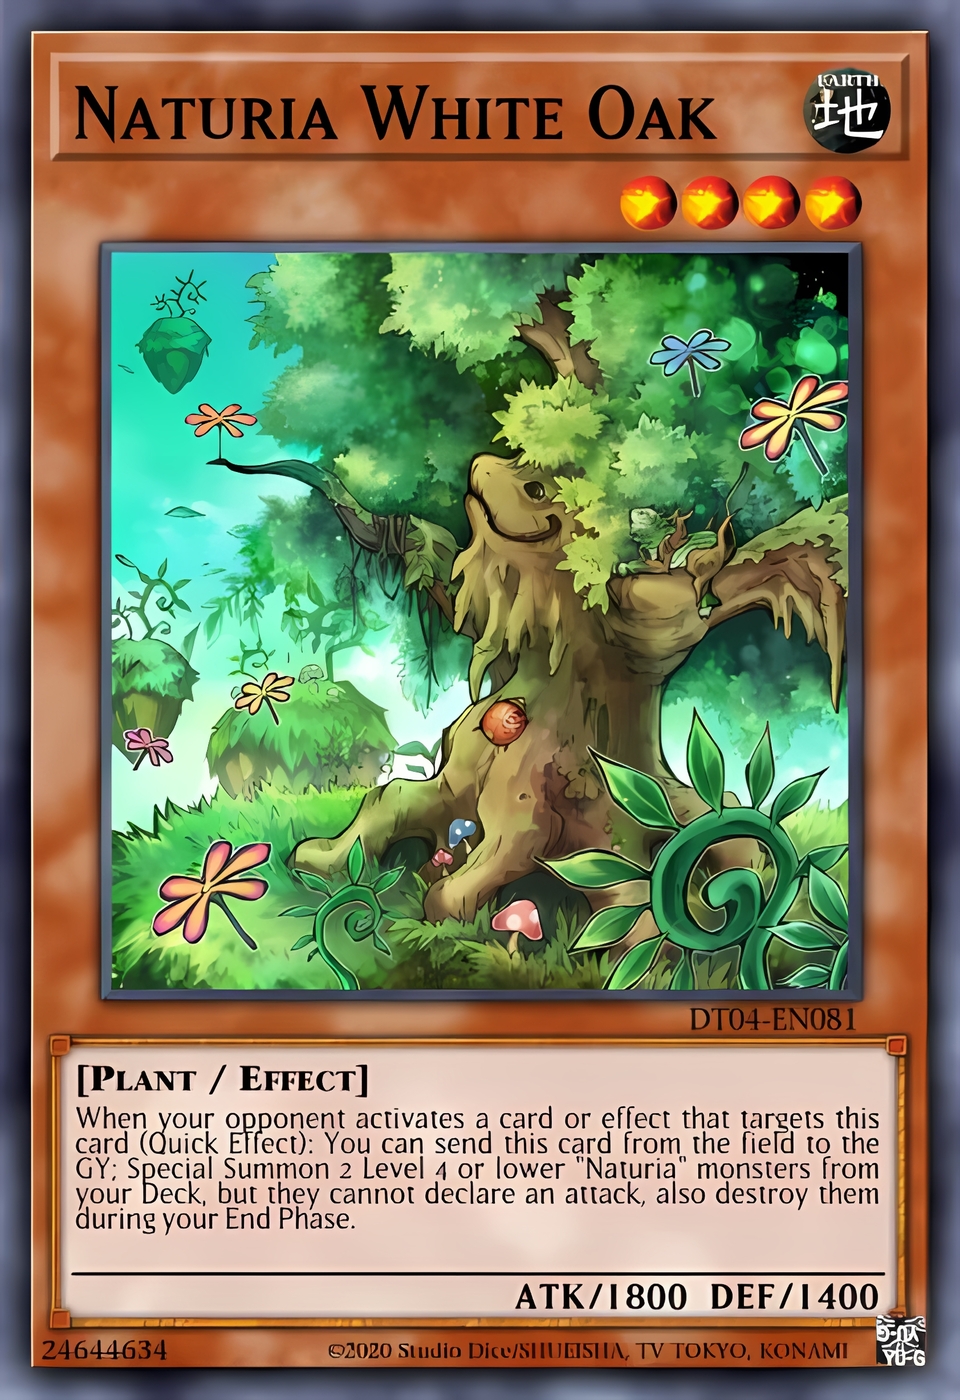 NATURIA WHITE OAK
EARTH
地
DT04-EN081
[PLANT / EFFECT]
When your opponent activates a card or effect that targets this
card (Quick Effect): You can send this card from the field to the
GY; Special Summon 2 Level 4 or lower "Naturia" monsters from
your Deck, but they cannot declare an attack, also destroy them
during your End Phase.
ATK/1800 DEF/1400
24644634
©2020 Studio Dice/SHUEISHA, TV TOKYO, KONAMI